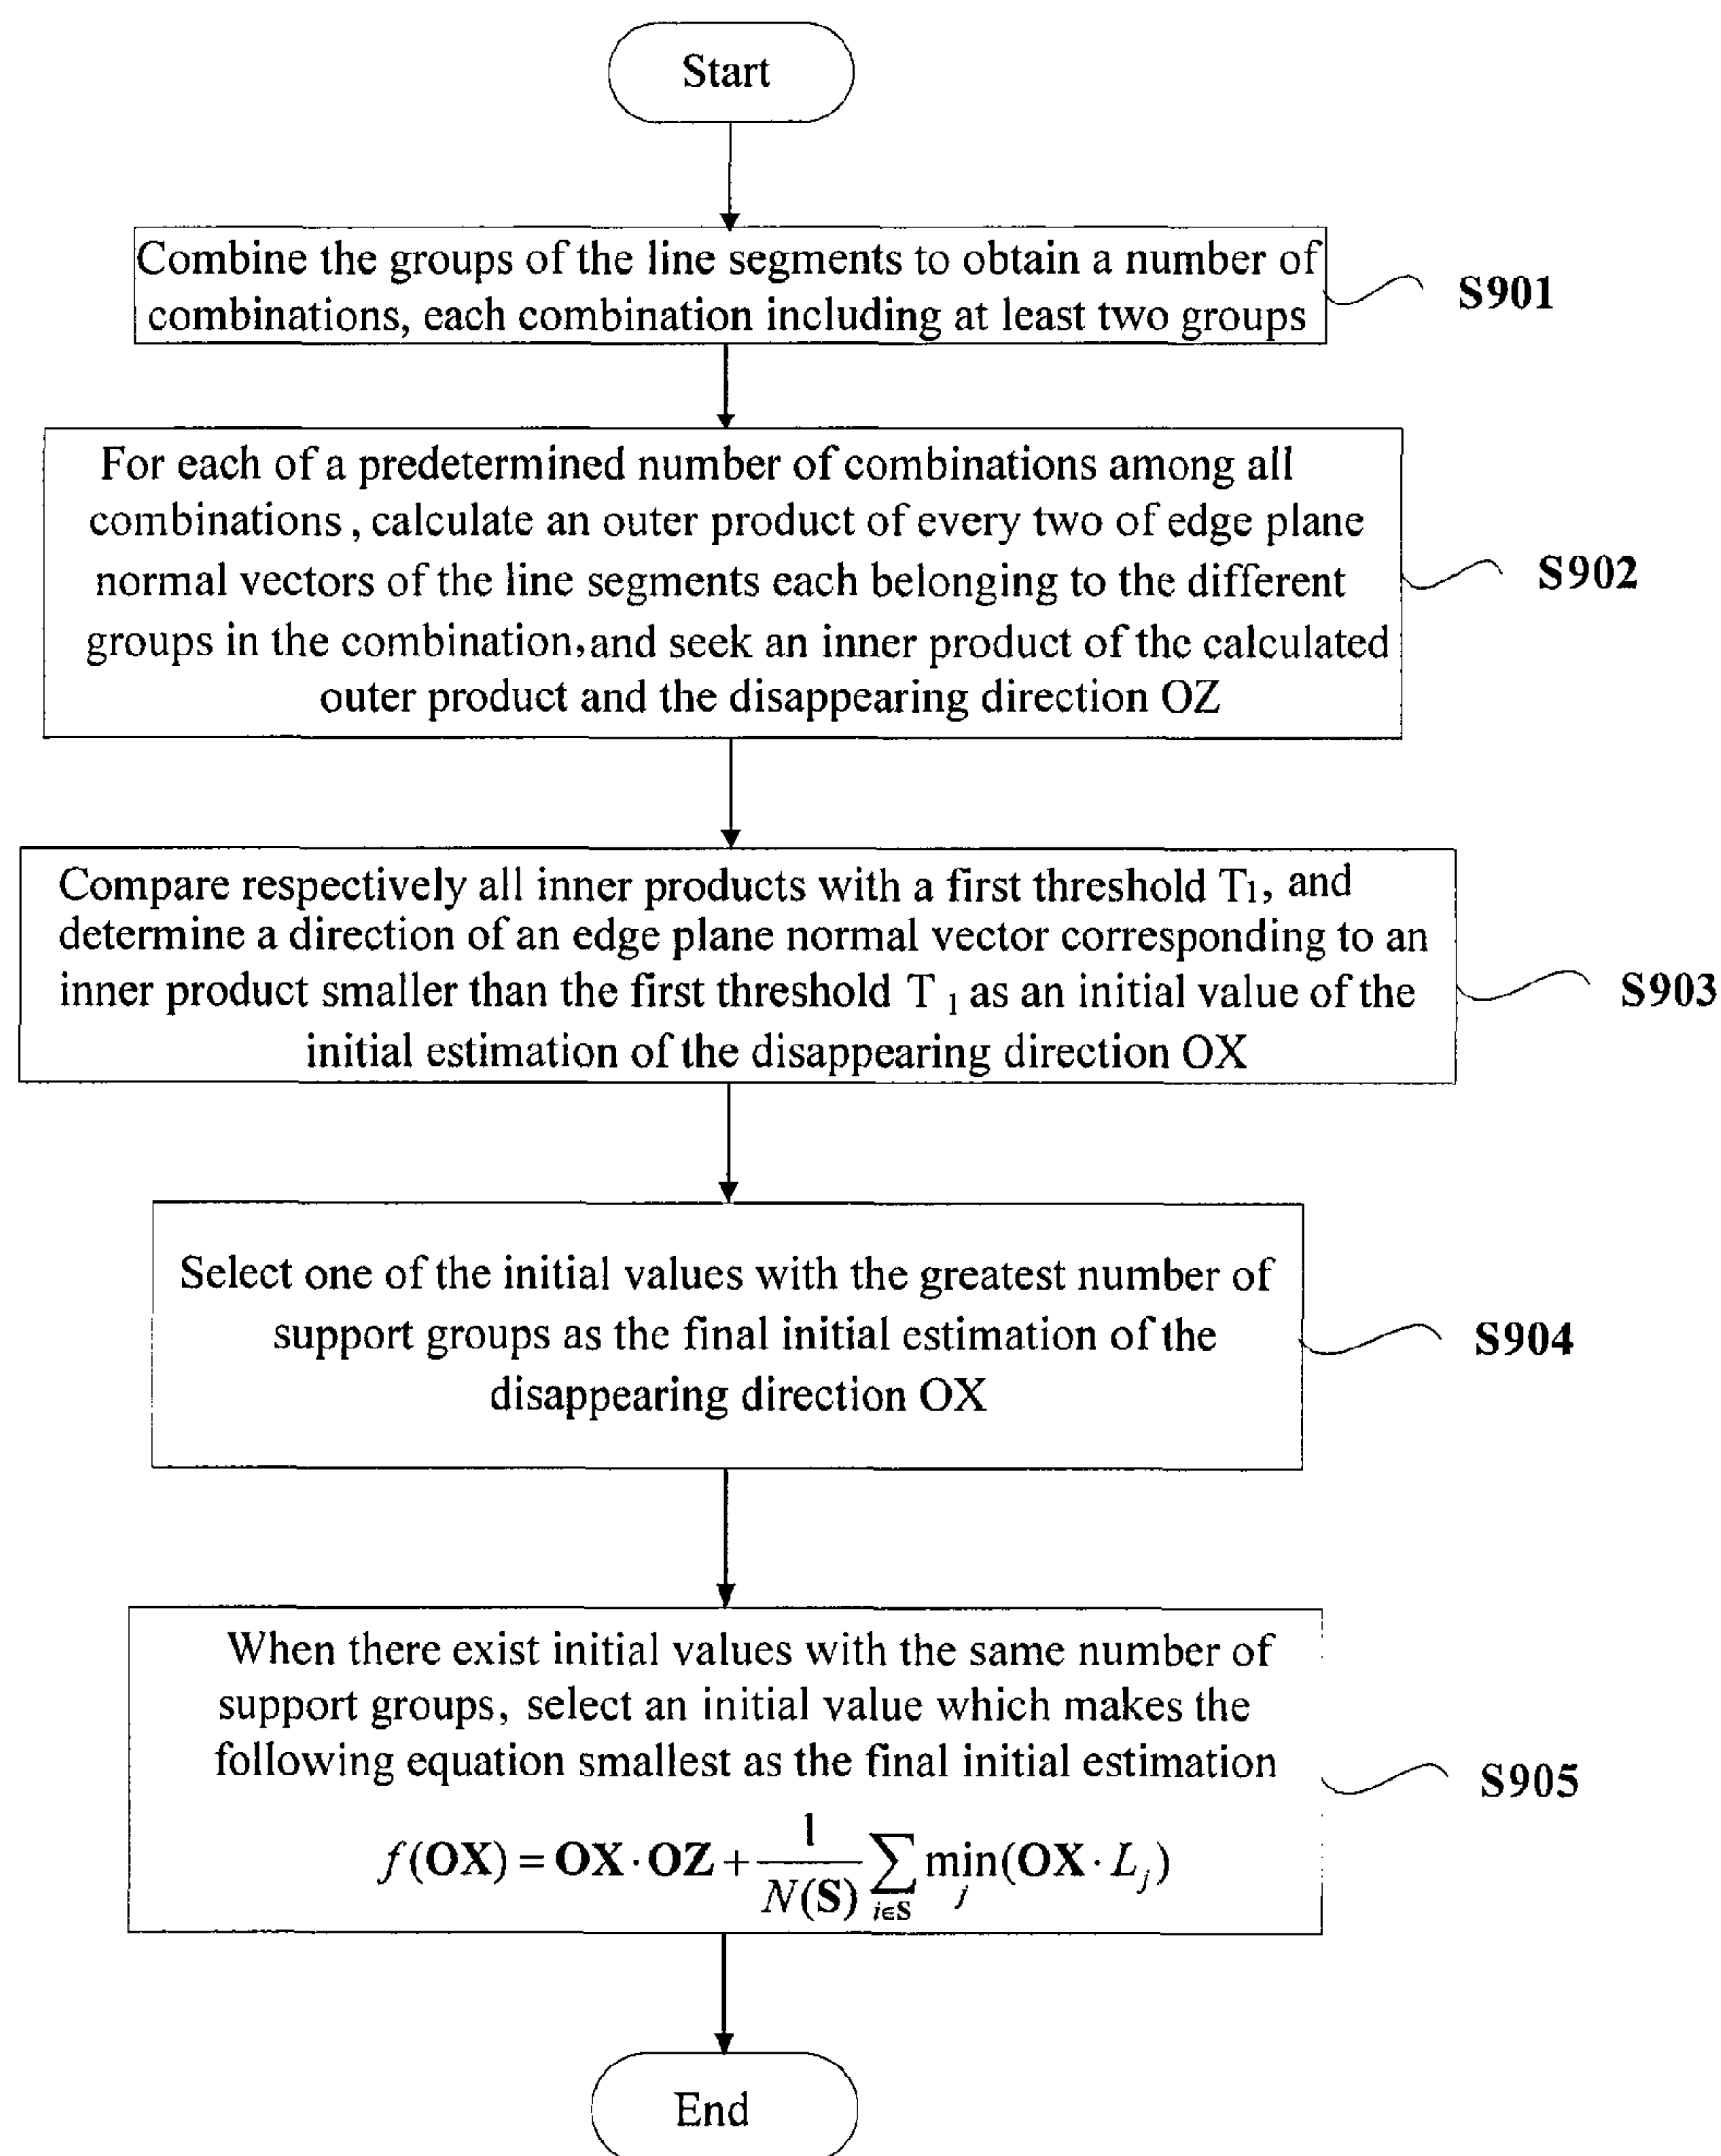 Start
Combine the groups of the line segments to obtain a number of
combinations, each combination including at least two groups
S901
For each of a predetermined number of combinations among all
combinations, calculate an outer product of every two of edge plane
normal vectors of the line segments each belonging to the different
groups in the combination, and seek an inner product of the calculated
outer product and the disappearing direction OZ
S902
Compare respectively all inner products with a first threshold T1, and
determine a direction of an edge plane normal vector corresponding to an
inner product smaller than the first threshold T 1 as an initial value of the
initial estimation of the disappearing direction OX
S903
Select one of the initial values with the greatest number of
support groups as the final initial estimation of the
disappearing direction OX
S904
When there exist initial values with the same number of
support groups, select an initial value which makes the
following equation smallest as the final initial estimation
f(OX) = OX · OZ + 1/N(S) ∑_{i∈S} min_j(OX · L_j)
S905
End